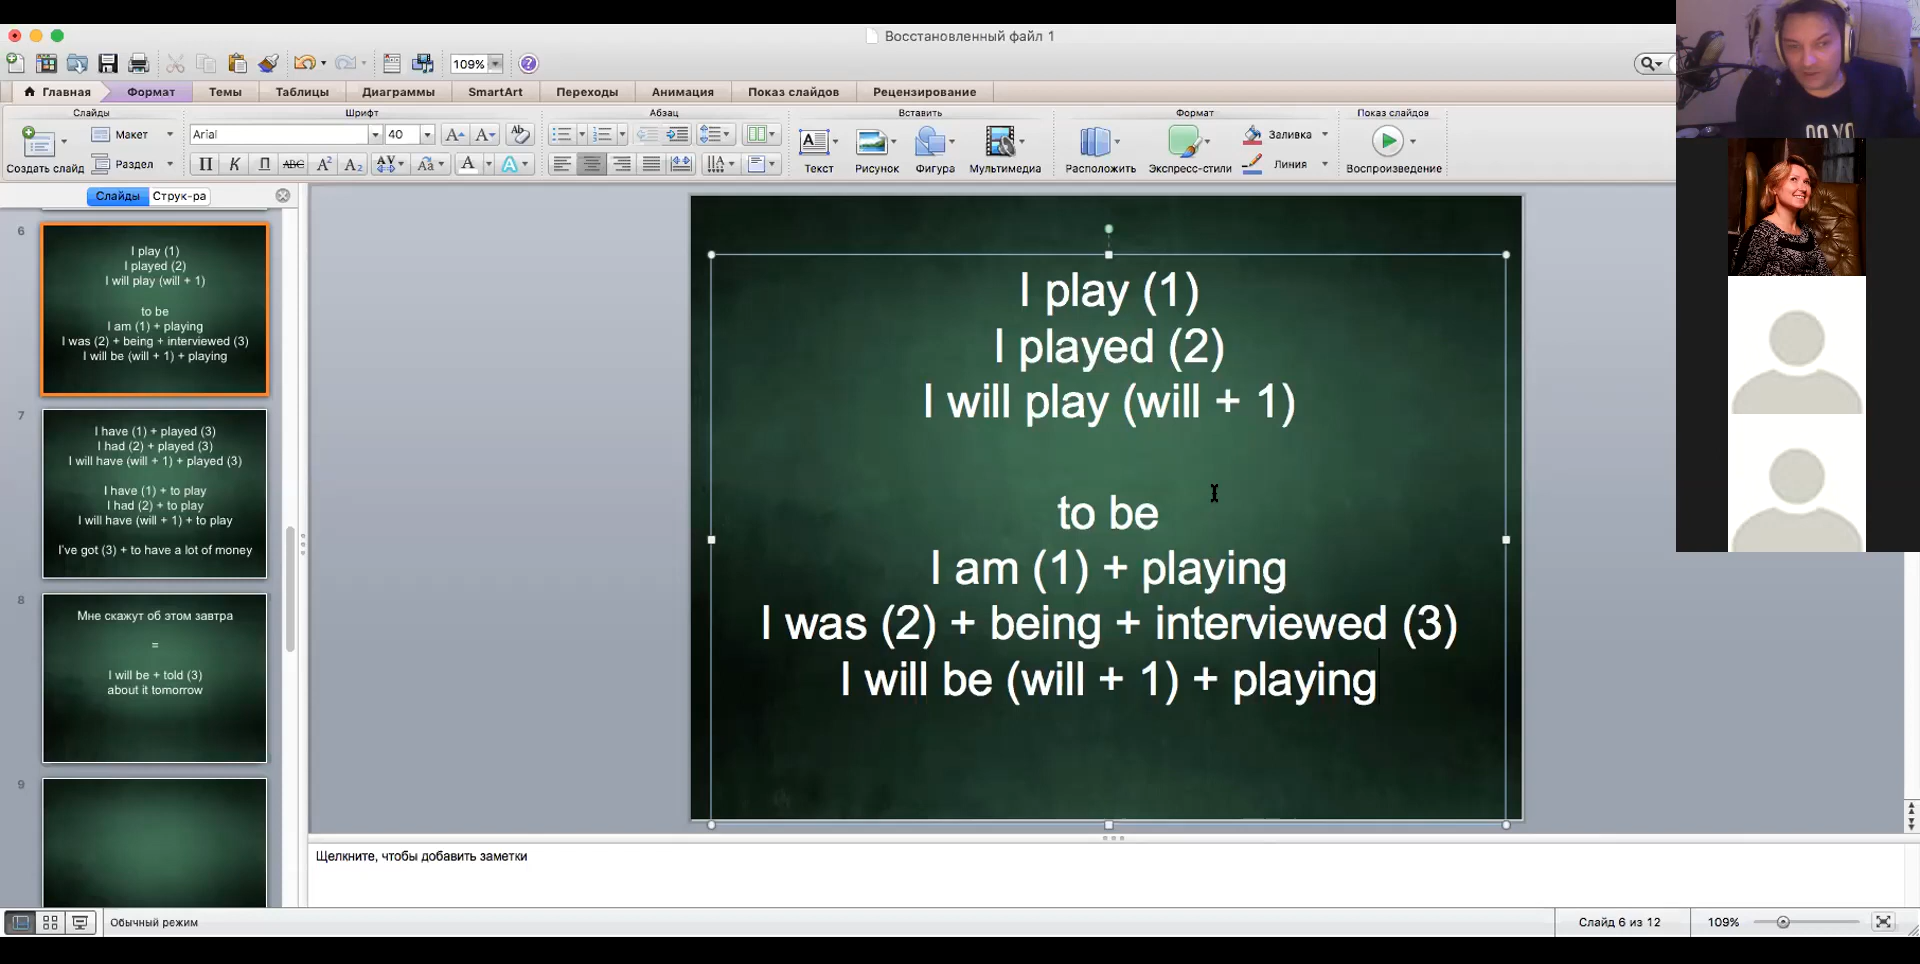 Восстановленный файл 1
109%
Главная
Формат
Темы
Таблицы
Диаграммы
SmartArt
Переходы
Анимация
Показ слайдов
Рецензирование
Слайды
Шрифт
Абзац
Вставить
Формат
Показ слайдов
Создать слайд
Макет
Раздел
Arial
40
П К П ABC A² A₂ AV Aa A A
Текст
Рисунок
Фигура
Мультимедиа
Расположить
Экспресс-стили
Заливка
Линия
Воспроизведение
Слайды
Струк-ра
6
I play (1)
I played (2)
I will play (will + 1)
to be
I am (1) + playing
I was (2) + being + interviewed (3)
I will be (will + 1) + playing
7
I have (1) + played (3)
I had (2) + played (3)
I will have (will + 1) + played (3)
I have (1) + to play
I had (2) + to play
I will have (will + 1) + to play
I've got (3) + to have a lot of money
8
Мне скажут об этом завтра
=
I will be + told (3)
about it tomorrow
9
I play (1)
I played (2)
I will play (will + 1)
to be
I am (1) + playing
I was (2) + being + interviewed (3)
I will be (will + 1) + playing
Щелкните, чтобы добавить заметки
Обычный режим
Слайд 6 из 12
109%